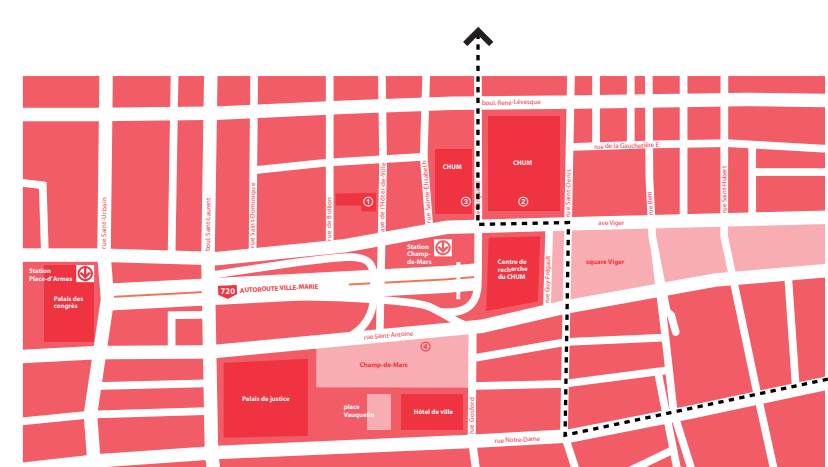 boul. René-Lévesque
rue de la Gauchetière E
CHUM
CHUM
1
3
2
rue Saint-Urbain
boul. Saint-Laurent
rue Saint-Dominique
rue de Bullion
ave de l'Hôtel-de-Ville
rue Sainte-Élisabeth
rue Saint-Denis
rue Berri
rue Saint-Hubert
ave Viger
Station
Champ-
de-Mars
Station
Place-d'Armes
Palais des
congrès
720
AUTOROUTE VILLE-MARIE
Centre de
recherche
du CHUM
rue Guy-Frégault
square Viger
rue Saint-Antoine
4
Champ-de-Mars
Palais de justice
place
Vauquelin
Hôtel de ville
rue Gosford
rue Notre-Dame